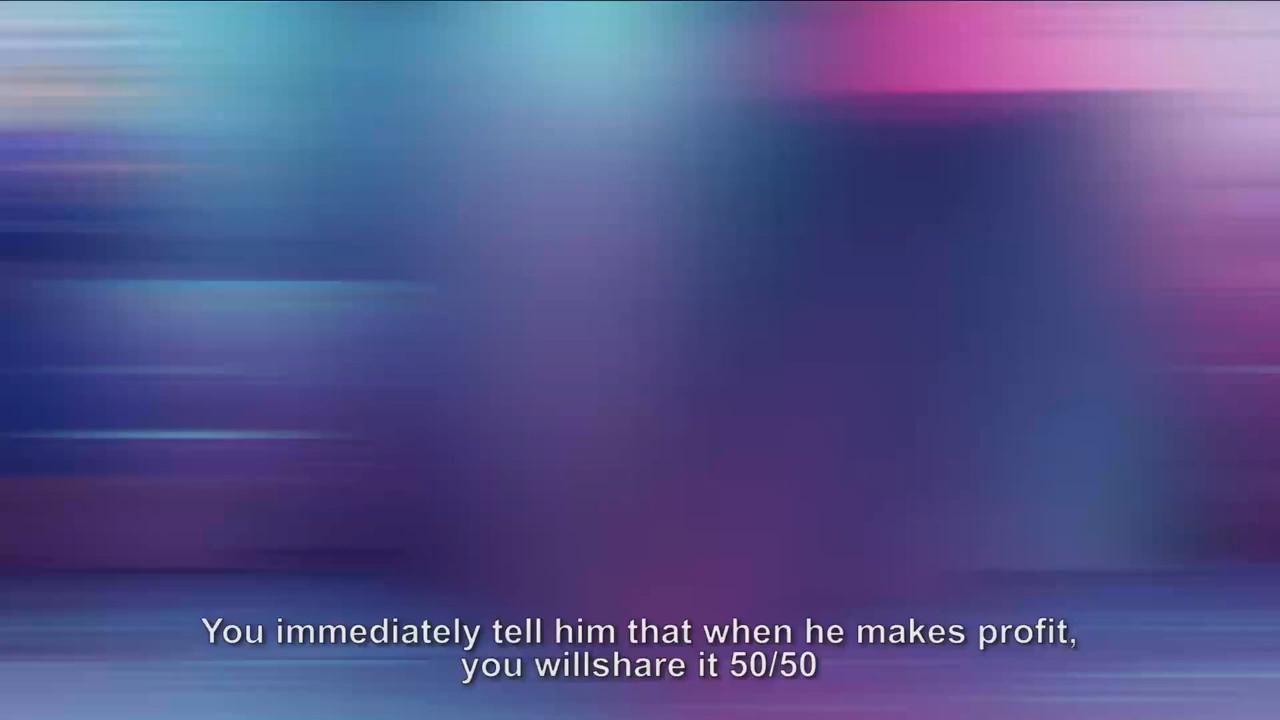 You immediately tell him that when he makes profit,
you willshare it 50/50